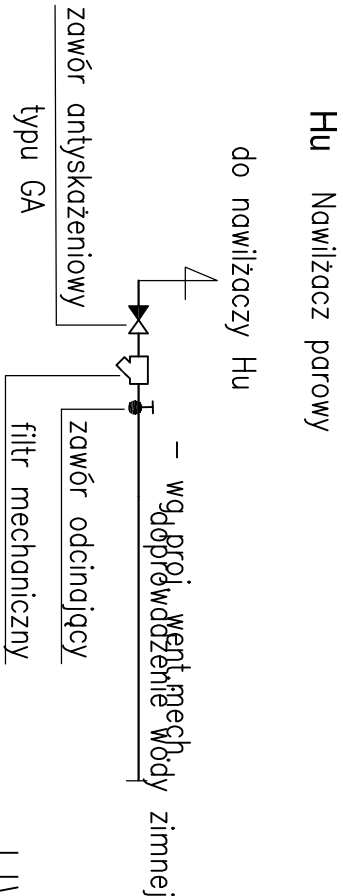 Hu Nawilżacz parowy
do nawilżaczy Hu
– wg proj. went.mech.
doprowdazenie wody zimnej
zawór antyskażeniowy
typu GA
zawór odcinający
filtr mechaniczny